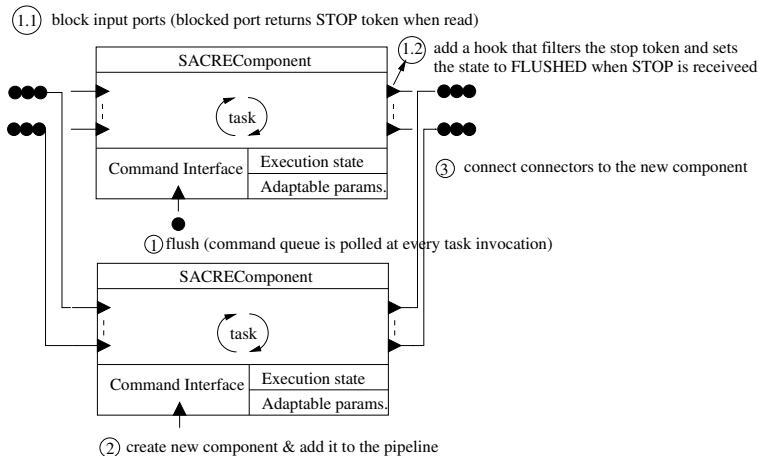 1.1 block input ports (blocked port returns STOP token when read)
1.2 add a hook that filters the stop token and sets
the state to FLUSHED when STOP is receiveed
SACREComponent
task
Command Interface
Execution state
Adaptable params.
3 connect connectors to the new component
1 flush (command queue is polled at every task invocation)
SACREComponent
task
Command Interface
Execution state
Adaptable params.
2 create new component & add it to the pipeline